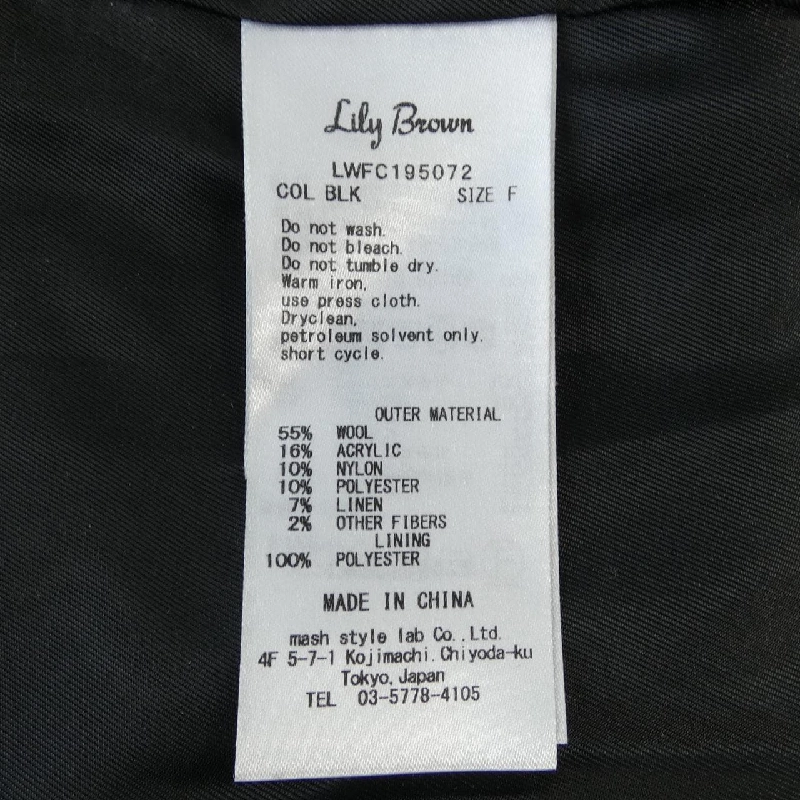 Lily Brown
LWFC195072
COL BLK SIZE F
Do not wash.
Do not bleach.
Do not tumble dry.
Warm iron,
use press cloth.
Dryclean,
petroleum solvent only.
short cycle.
OUTER MATERIAL
55% WOOL
16% ACRYLIC
10% NYLON
10% POLYESTER
7% LINEN
2% OTHER FIBERS
LINING
100% POLYESTER
MADE IN CHINA
mash style lab Co.,Ltd.
4F 5-7-1 Kojimachi.Chiyoda-ku
Tokyo,Japan
TEL 03-5778-4105